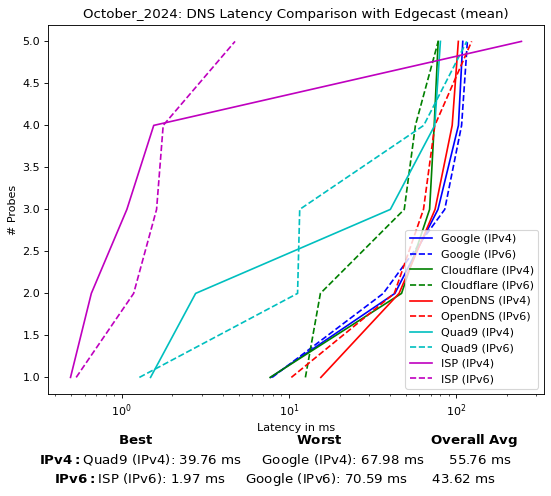 October_2024: DNS Latency Comparison with Edgecast (mean)
# Probes
5.0
4.5
4.0
3.5
3.0
2.5
2.0
1.5
1.0
Google (IPv4)
Google (IPv6)
Cloudflare (IPv4)
Cloudflare (IPv6)
OpenDNS (IPv4)
OpenDNS (IPv6)
Quad9 (IPv4)
Quad9 (IPv6)
ISP (IPv4)
ISP (IPv6)
10⁰ 10¹ 10²
Latency in ms
Best Worst Overall Avg
IPv4: Quad9 (IPv4): 39.76 ms Google (IPv4): 67.98 ms 55.76 ms
IPv6: ISP (IPv6): 1.97 ms Google (IPv6): 70.59 ms 43.62 ms